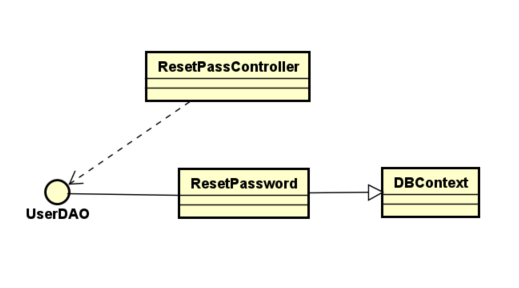 ResetPassController
ResetPassword
DBContext
UserDAO